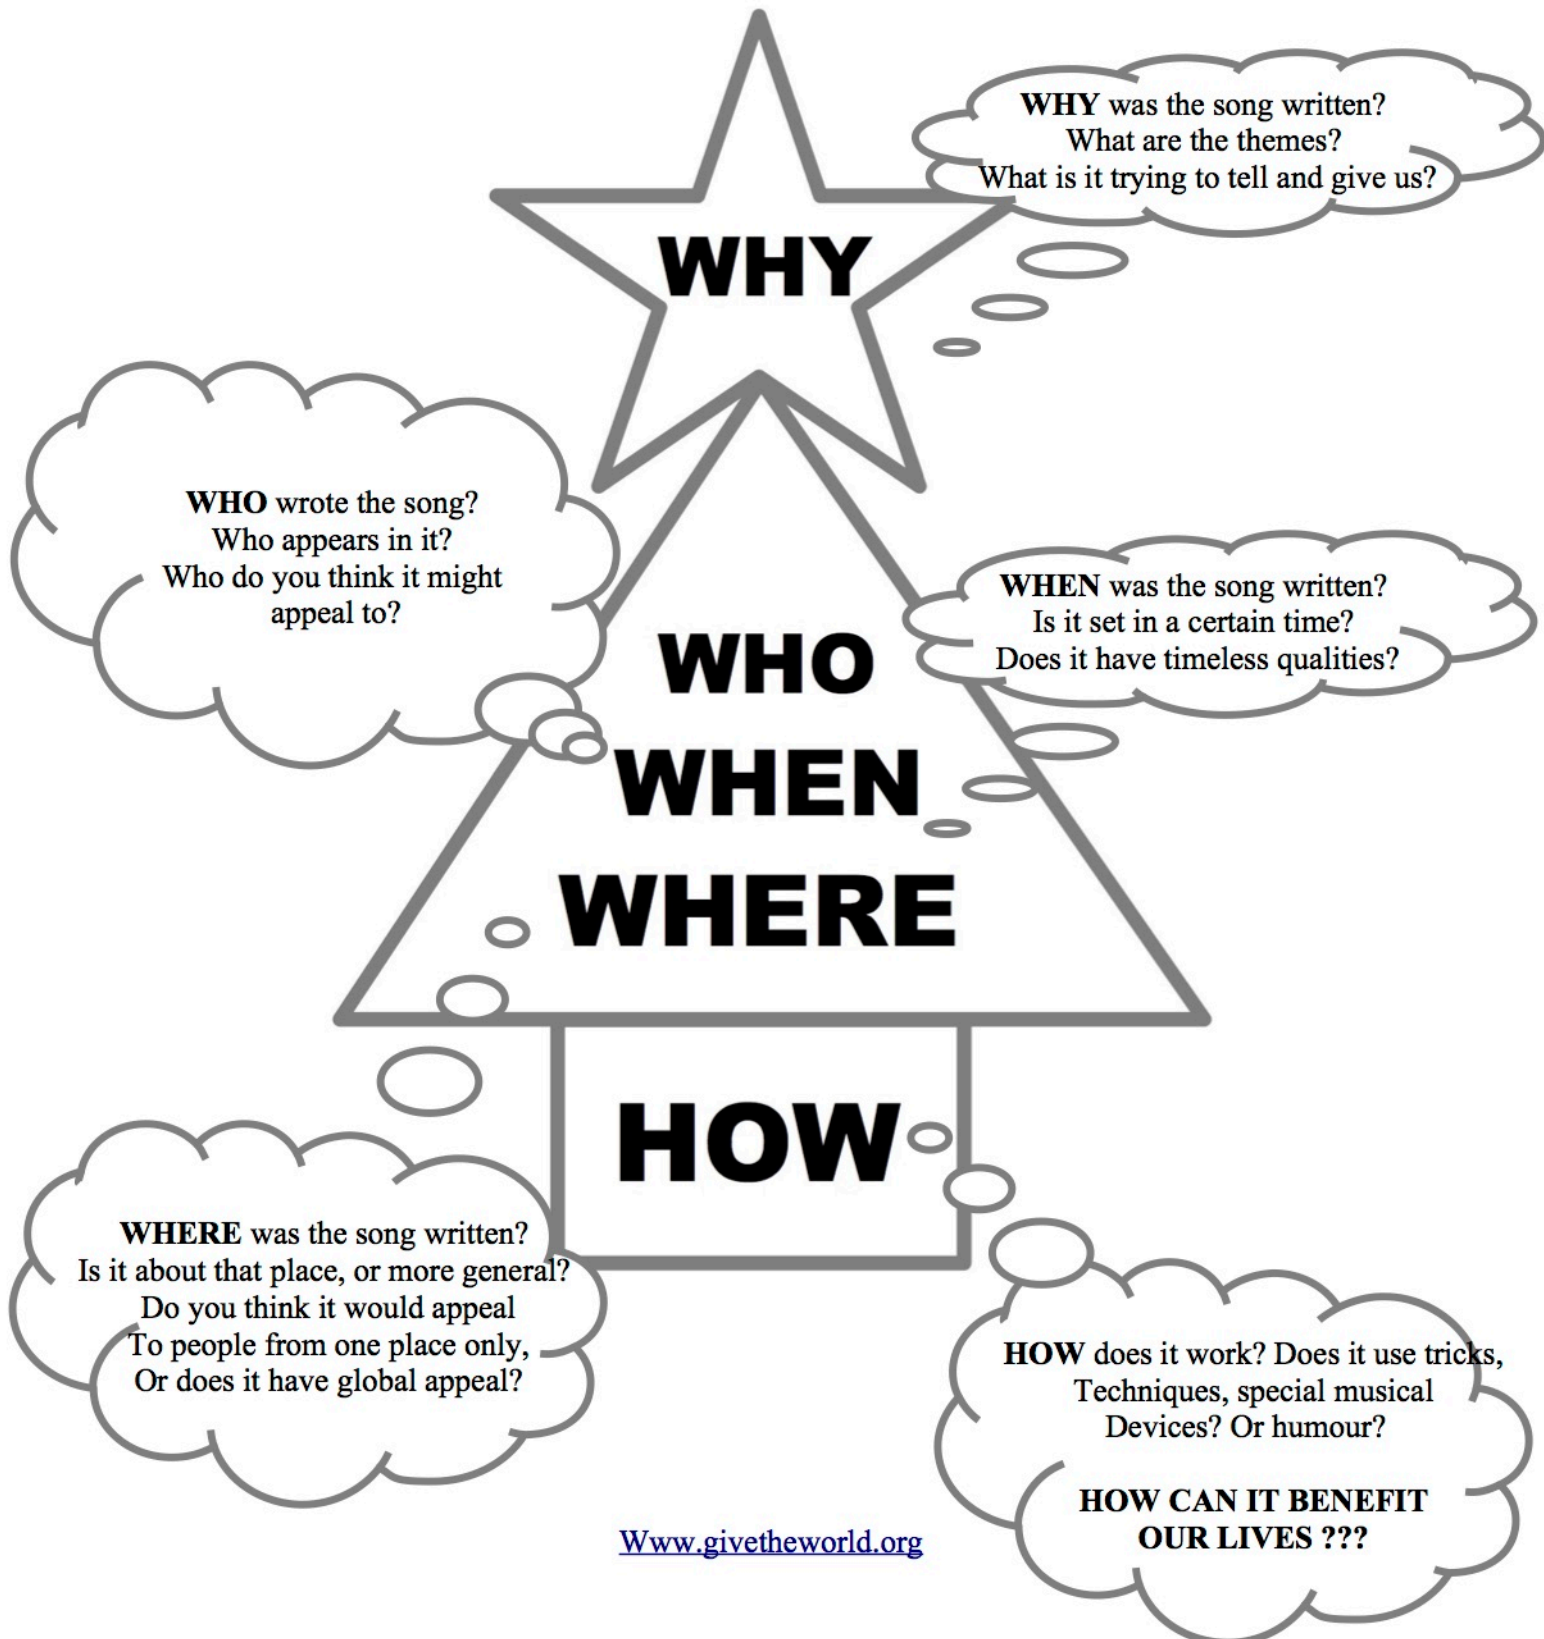 WHY
WHY was the song written?
What are the themes?
What is it trying to tell and give us?
WHO wrote the song?
Who appears in it?
Who do you think it might
appeal to?
WHO
WHEN
WHERE
WHEN was the song written?
Is it set in a certain time?
Does it have timeless qualities?
HOW
WHERE was the song written?
Is it about that place, or more general?
Do you think it would appeal
To people from one place only,
Or does it have global appeal?
HOW does it work? Does it use tricks,
Techniques, special musical
Devices? Or humour?
HOW CAN IT BENEFIT
OUR LIVES ???
Www.givetheworld.org